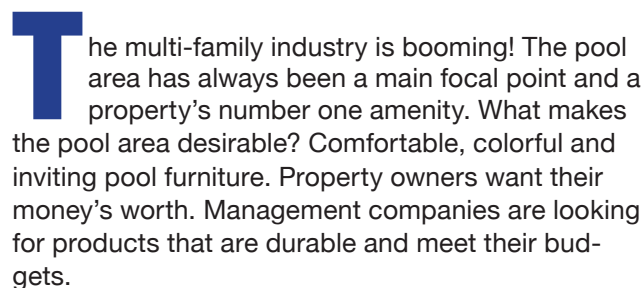 The multi-family industry is booming! The pool
area has always been a main focal point and a
property’s number one amenity. What makes
the pool area desirable? Comfortable, colorful and
inviting pool furniture. Property owners want their
money’s worth. Management companies are looking
for products that are durable and meet their bud-
gets.